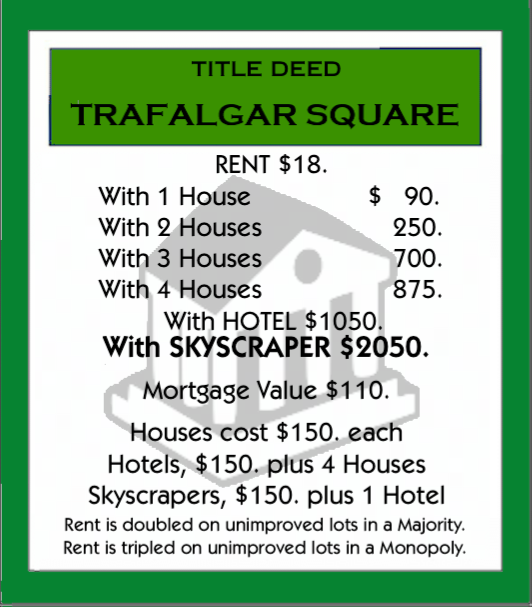 TITLE DEED
TRAFALGAR SQUARE
RENT $18.
With 1 House $ 90.
With 2 Houses 250.
With 3 Houses 700.
With 4 Houses 875.
With HOTEL $1050.
With SKYSCRAPER $2050.
Mortgage Value $110.
Houses cost $150. each
Hotels, $150. plus 4 Houses
Skyscrapers, $150. plus 1 Hotel
Rent is doubled on unimproved lots in a Majority.
Rent is tripled on unimproved lots in a Monopoly.